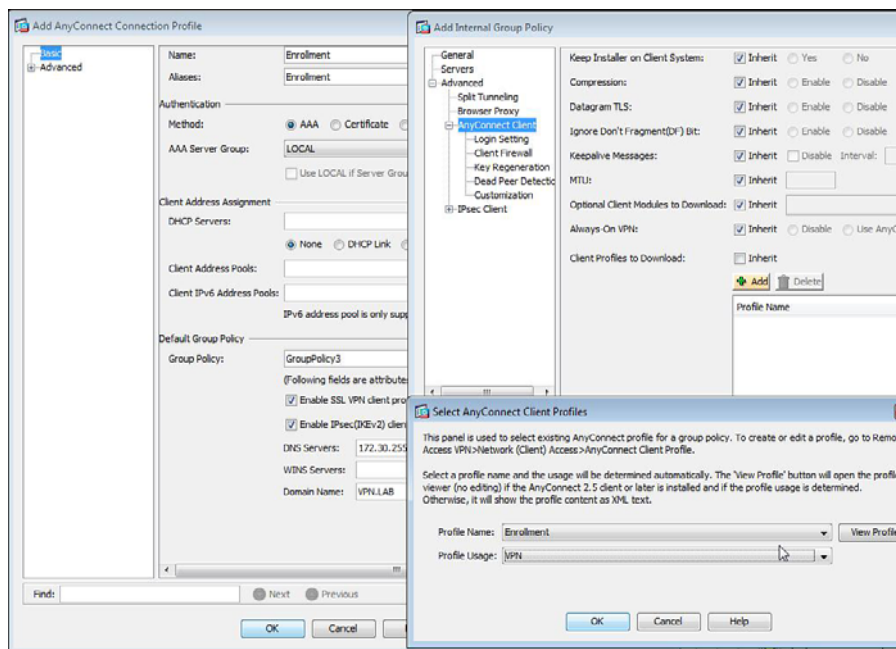 Add AnyConnect Connection Profile
Basic
Advanced
Name: Enrollment
Aliases: Enrollment
Authentication
Method: AAA Certificate
AAA Server Group: LOCAL
Use LOCAL if Server Grou
Client Address Assignment
DHCP Servers:
None DHCP Link
Client Address Pools:
Client IPv6 Address Pools:
IPv6 address pool is only supp
Default Group Policy
Group Policy: GroupPolicy3
(Following fields are attribute
Enable SSL VPN client pro
Enable IPsec(IKEv2) clien
DNS Servers: 172.30.255
WINS Servers:
Domain Name: VPN.LAB
Find: Next Previous
OK Cancel
Add Internal Group Policy
General
Servers
Advanced
Split Tunneling
Browser Proxy
AnyConnect Client
Login Setting
Client Firewall
Key Regeneration
Dead Peer Detectio
Customization
IPsec Client
Keep Installer on Client System: Inherit Yes No
Compression: Inherit Enable Disable
Datagram TLS: Inherit Enable Disable
Ignore Don't Fragment(DF) Bit: Inherit Enable Disable
Keepalive Messages: Inherit Disable Interval:
MTU: Inherit
Optional Client Modules to Download: Inherit
Always-On VPN: Inherit Disable Use AnyC
Client Profiles to Download: Inherit
Add Delete
Profile Name
Select AnyConnect Client Profiles
This panel is used to select existing AnyConnect profile for a group policy. To create or edit a profile, go to Remo
Access VPN>Network (Client) Access>AnyConnect Client Profile.
Select a profile name and the usage will be determined automatically. The 'View Profile' button will open the profile
viewer (no editing) if the AnyConnect 2.5 client or later is installed and if the profile usage is determined.
Otherwise, it will show the profile content as XML text.
Profile Name: Enrollment View Profile
Profile Usage: VPN
OK Cancel Help